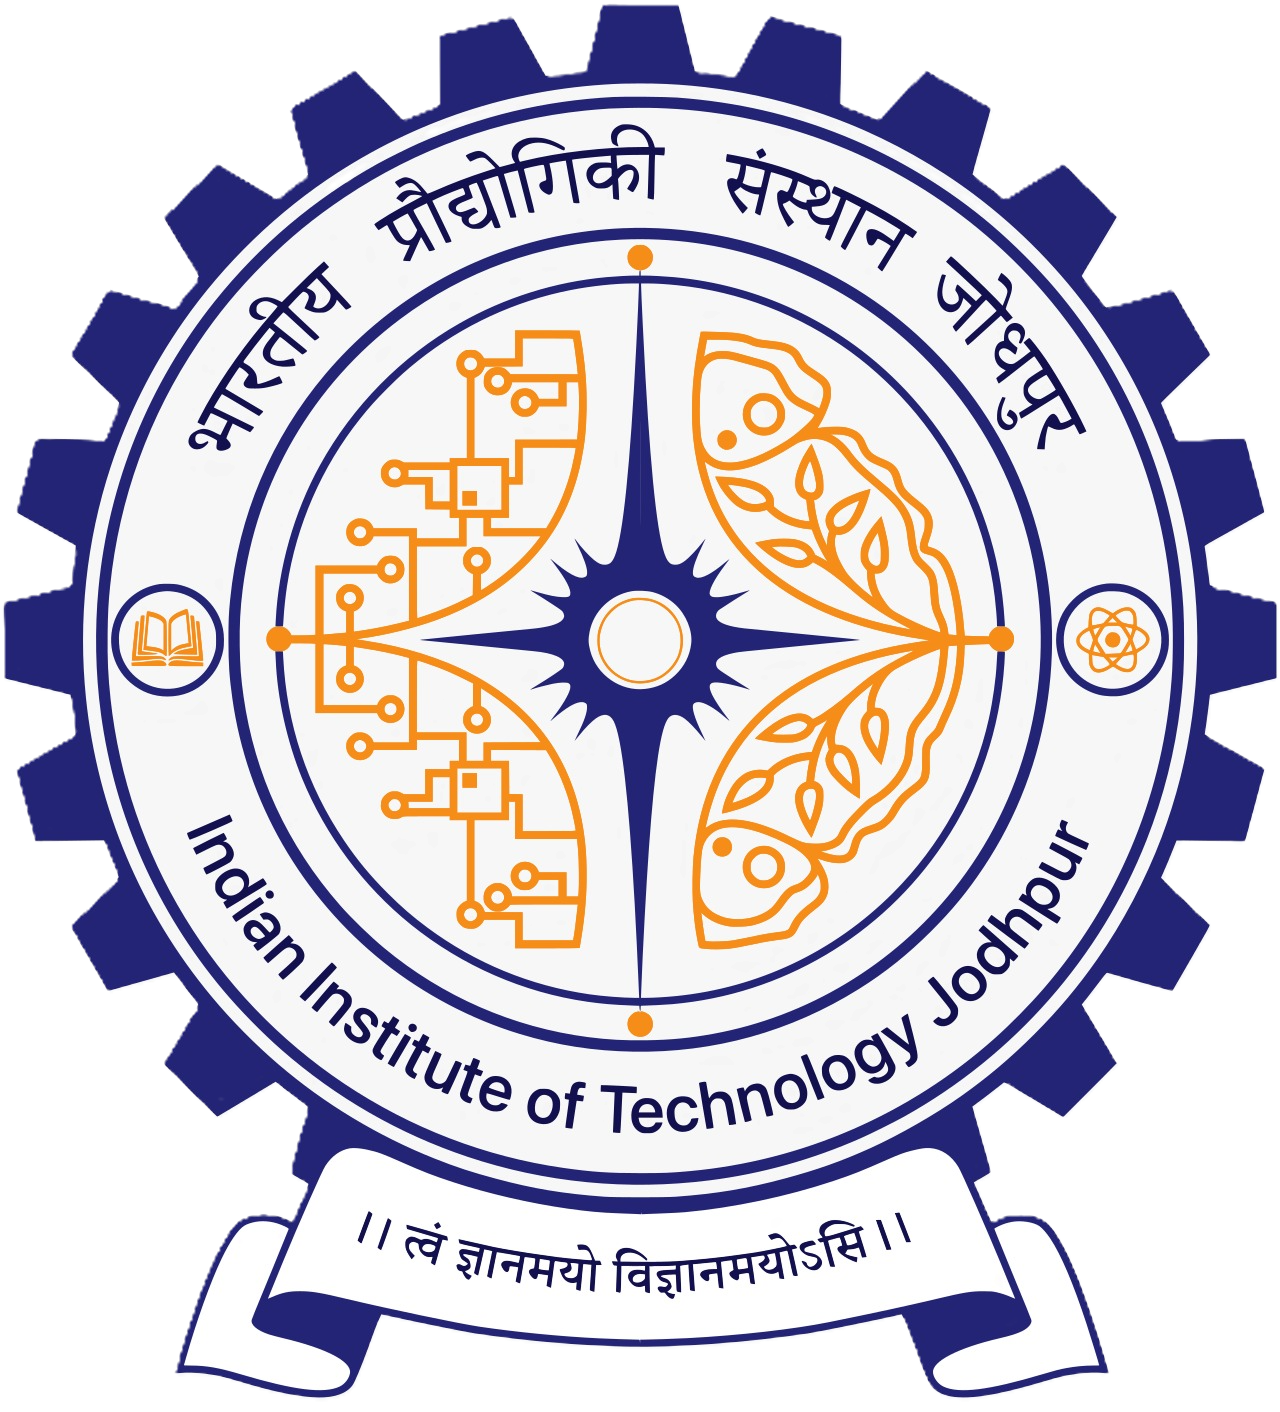 भारतीय प्रौद्योगिकी संस्थान जोधपुर
Indian Institute of Technology Jodhpur
।। त्वं ज्ञानमयो विज्ञानमयोऽसि ।।